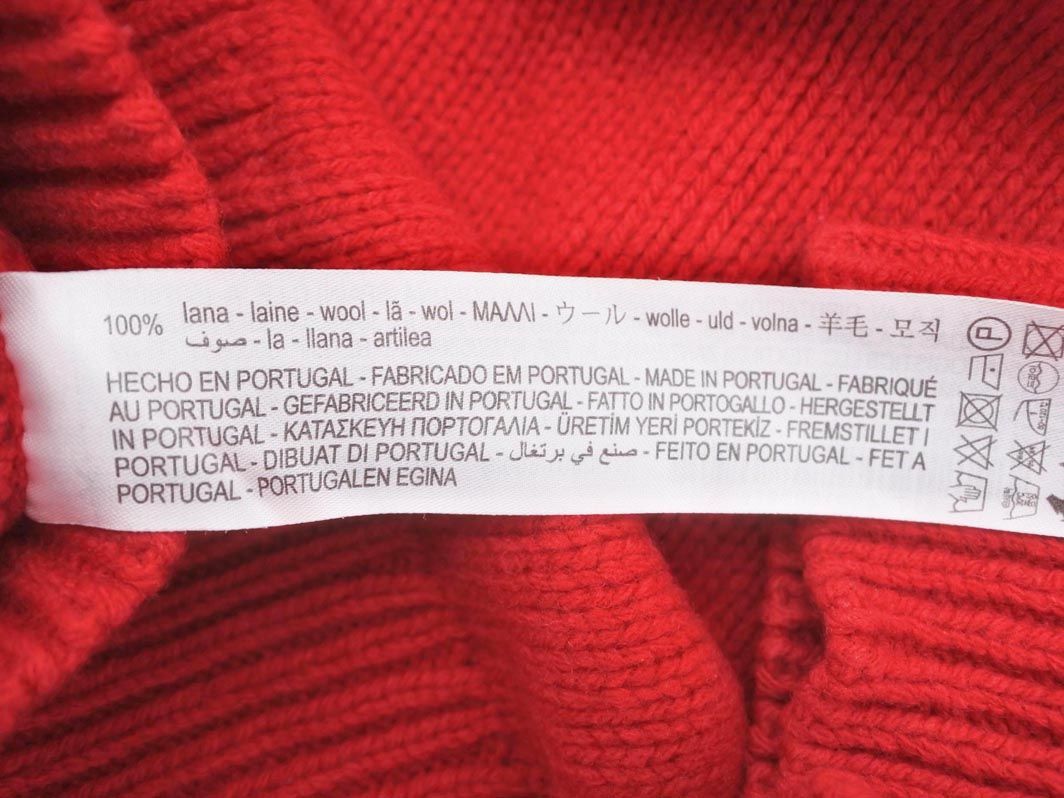 100% lana - laine - wool - lã - wol - ΜΑΛΛΙ - ウール - wolle - uld - volna - 羊毛 - 모직
صوف - la - llana - artilea
HECHO EN PORTUGAL - FABRICADO EM PORTUGAL - MADE IN PORTUGAL - FABRIQUÉ
AU PORTUGAL - GEFABRICEERD IN PORTUGAL - FATTO IN PORTOGALLO - HERGESTELLT
IN PORTUGAL - ΚΑΤΑΣΚΕΥΗ ΠΟΡΤΟΓΑΛΙΑ - ÜRETİM YERİ PORTEKİZ - FREMSTILLET I
PORTUGAL - DIBUAT DI PORTUGAL - صنع في برتغال - FEITO EN PORTUGAL - FET A
PORTUGAL - PORTUGALEN EGINA